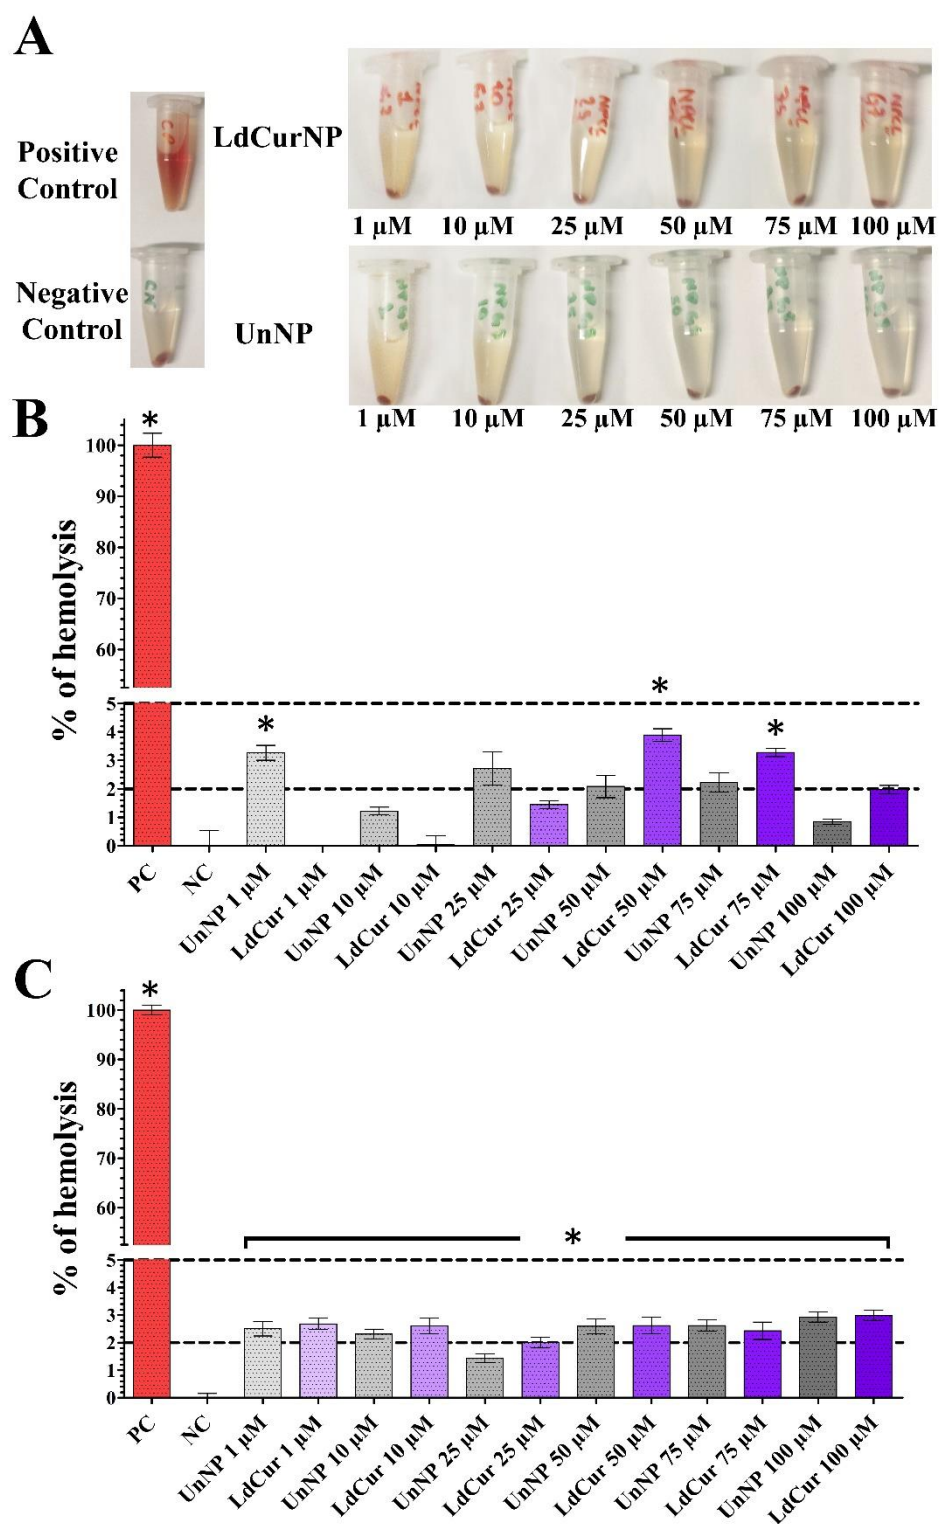 A
Positive
Control
Negative
Control
LdCurNP
1 µM 10 µM 25 µM 50 µM 75 µM 100 µM
UnNP
1 µM 10 µM 25 µM 50 µM 75 µM 100 µM
B
% of hemolysis
100
90
80
70
60
5
4
3
2
1
0
*
*
*
*
PC
NC
UnNP 1 µM
LdCur 1 µM
UnNP 10 µM
LdCur 10 µM
UnNP 25 µM
LdCur 25 µM
UnNP 50 µM
LdCur 50 µM
UnNP 75 µM
LdCur 75 µM
UnNP 100 µM
LdCur 100 µM
C
% of hemolysis
100
90
80
70
60
5
4
3
2
1
0
*
*
PC
NC
UnNP 1 µM
LdCur 1 µM
UnNP 10 µM
LdCur 10 µM
UnNP 25 µM
LdCur 25 µM
UnNP 50 µM
LdCur 50 µM
UnNP 75 µM
LdCur 75 µM
UnNP 100 µM
LdCur 100 µM